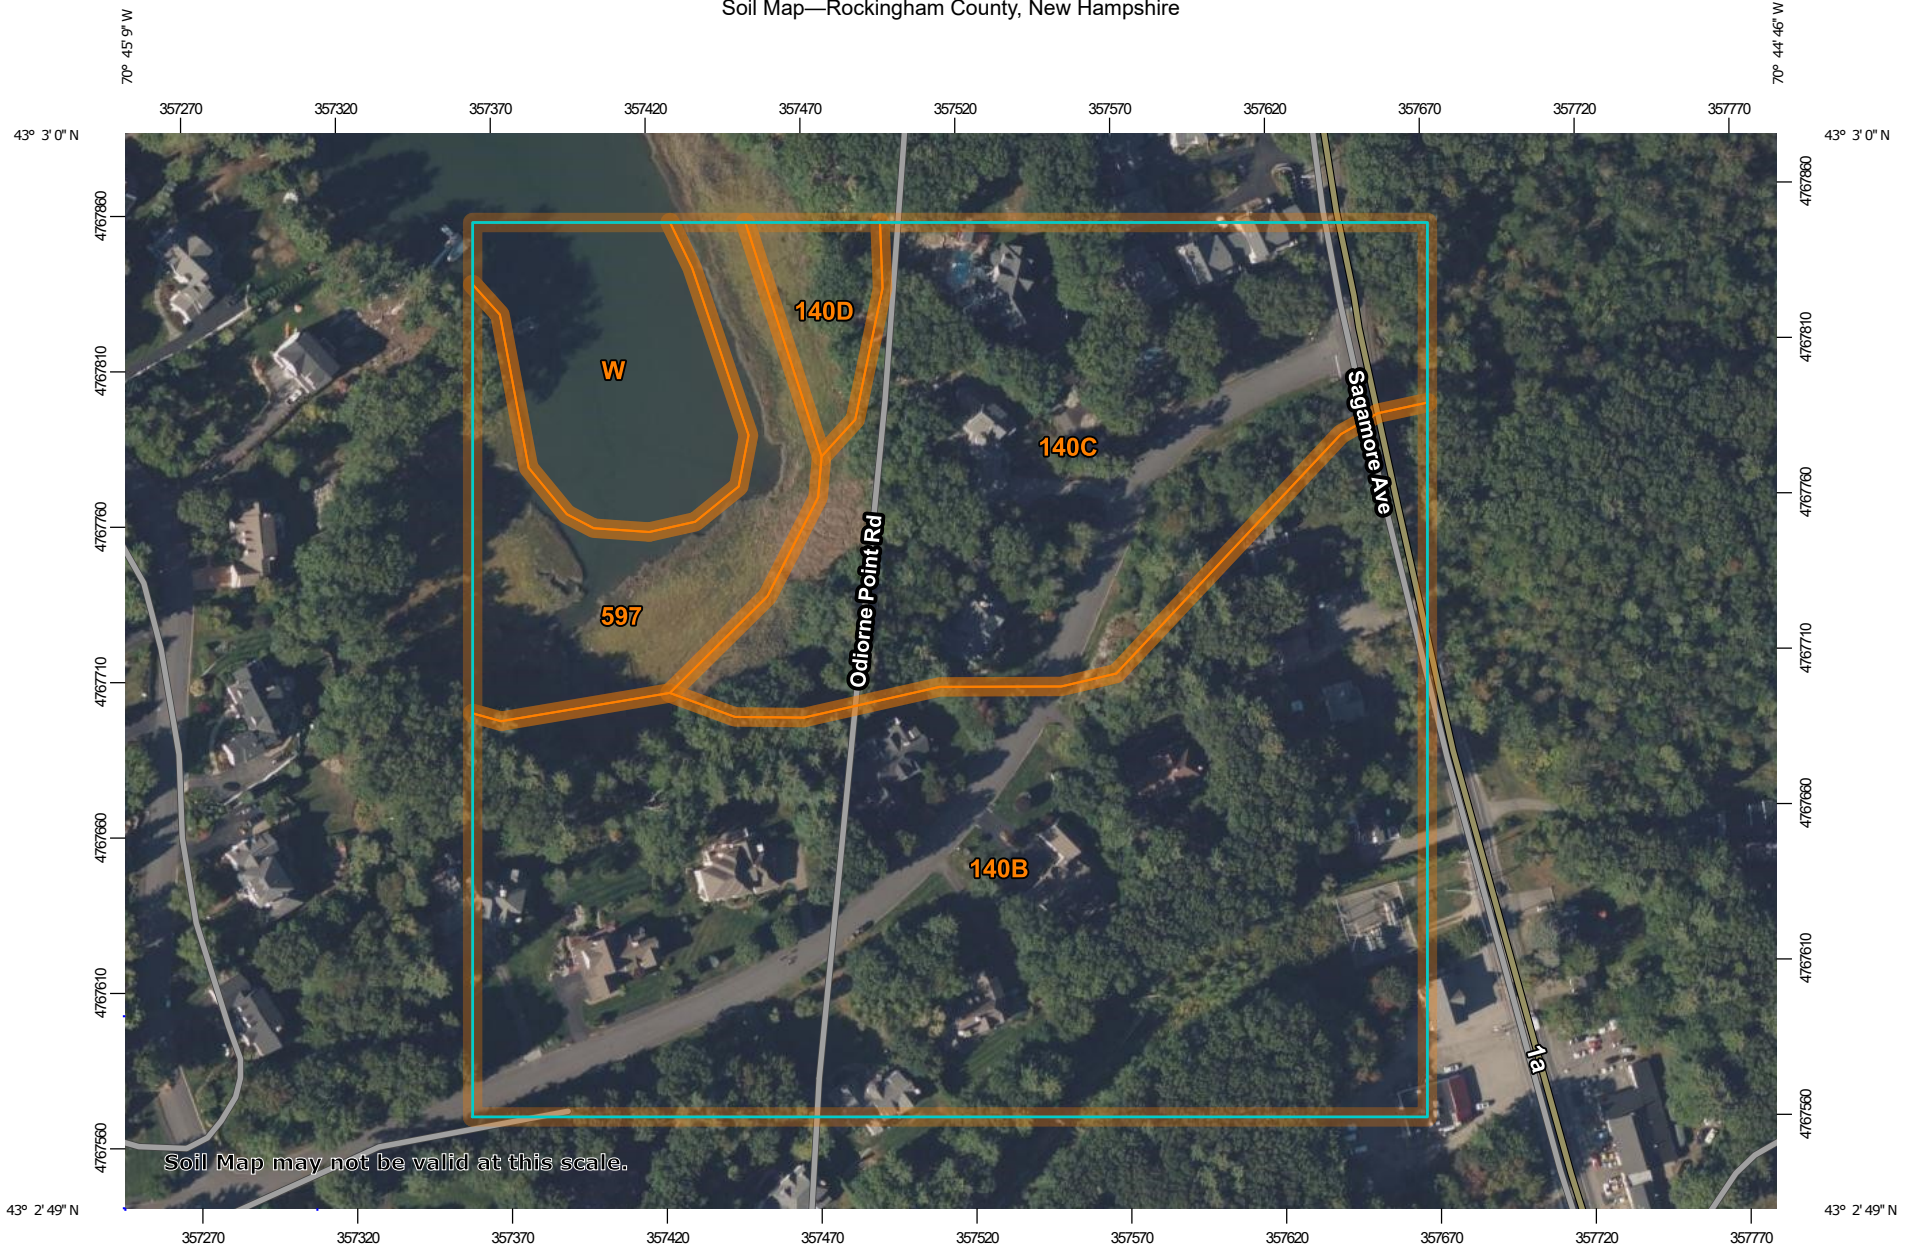 Soil Map—Rockingham County, New Hampshire
70° 45' 9'' W
70° 44' 46'' W
357270 357320 357370 357420 357470 357520 357570 357620 357670 357720 357770
43° 3' 0'' N
43° 3' 0'' N
4767860
4767860
140D
4767810
4767810
W
Sagamore Ave
140C
4767760
4767760
Odiorne Point Rd
597
4767710
4767710
4767660
4767660
140B
4767610
4767610
1a
4767560
4767560
Soil Map may not be valid at this scale.
43° 2' 49'' N
43° 2' 49'' N
357270 357320 357370 357420 357470 357520 357570 357620 357670 357720 357770